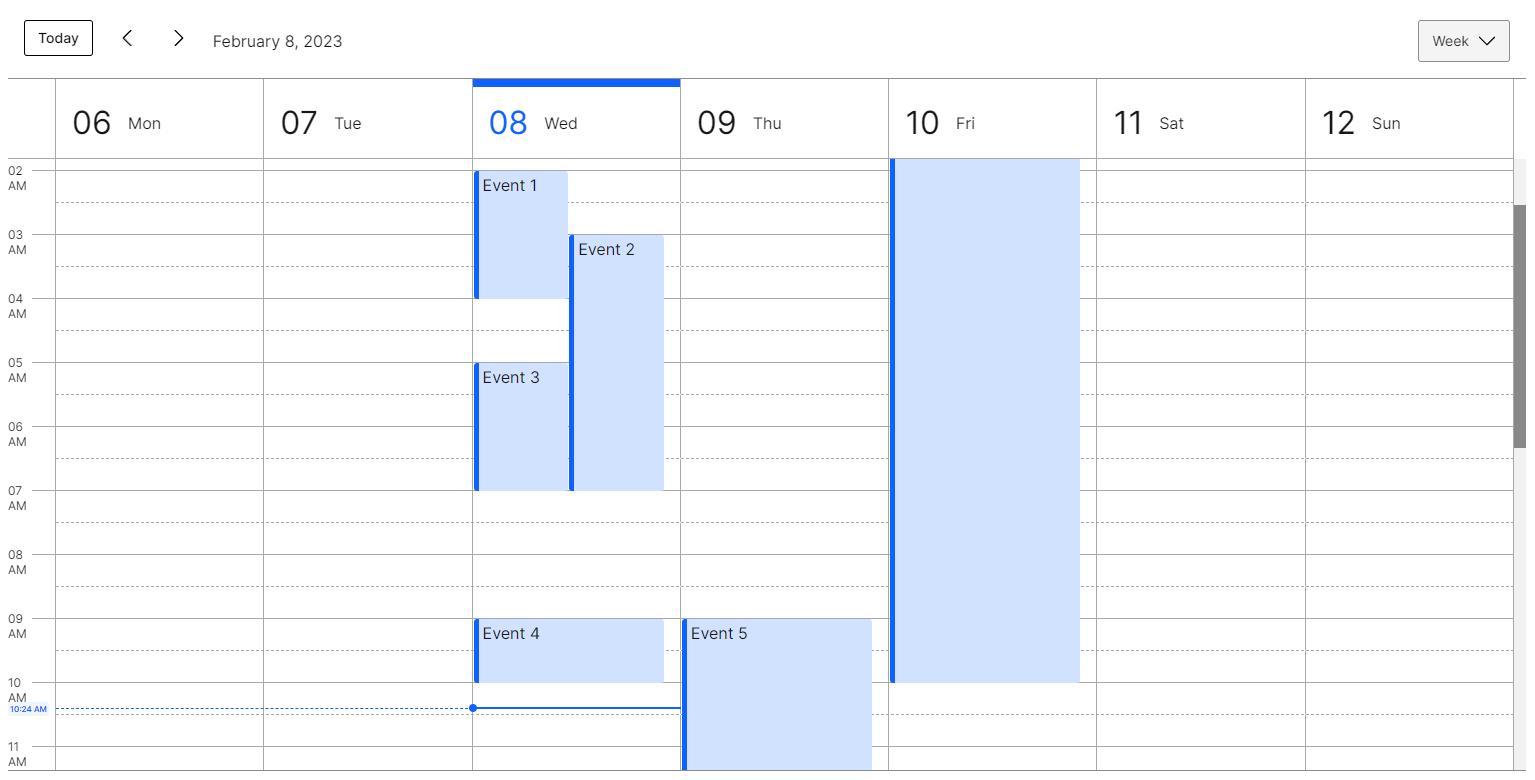 Today February 8, 2023 Week
06 Mon 07 Tue 08 Wed 09 Thu 10 Fri 11 Sat 12 Sun
02
AM
Event 1
03
AM
Event 2
04
AM
05
AM
Event 3
06
AM
07
AM
08
AM
09
AM
Event 4 Event 5
10
AM
10:24 AM
11
AM